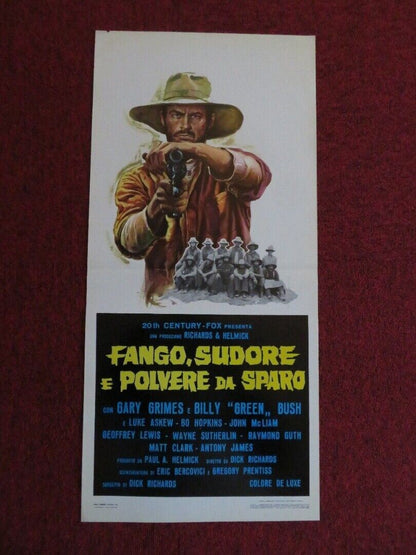 20th CENTURY-FOX PRESENTA
UNA PRODUZIONE RICHARDS & HELMICK
FANGO, SUDORE
E POLVERE DA SPARO
CON GARY GRIMES E BILLY "GREEN„ BUSH
E LUKE ASKEW - BO HOPKINS - JOHN McLIAM
GEOFFREY LEWIS - WAYNE SUTHERLIN - RAYMOND GUTH
MATT CLARK - ANTONY JAMES
PRODOTTO DA PAUL A. HELMICK DIRETTO DA DICK RICHARDS
SCENEGGIATURA DI ERIC BERCOVICI E GREGORY PRENTISS
SOGGETTO DI DICK RICHARDS COLORE DE LUXE